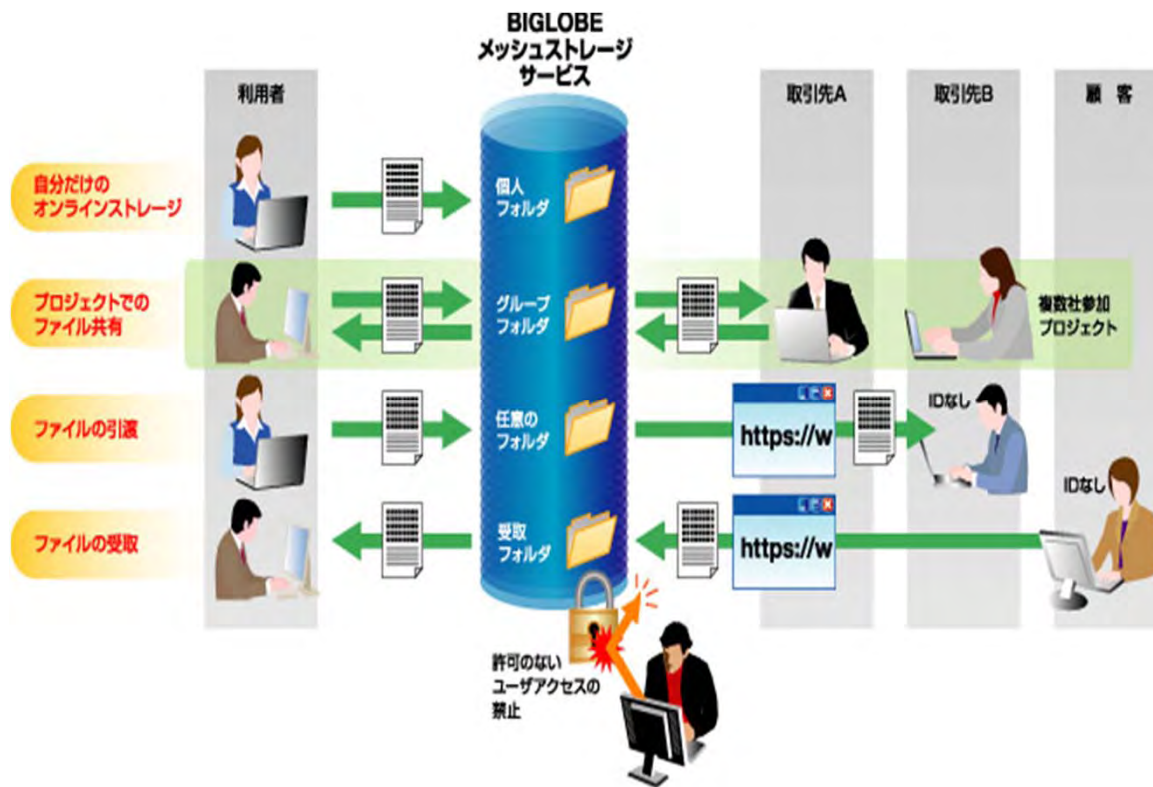 BIGLOBE
メッシュストレージ
サービス
利用者
取引先A
取引先B
顧 客
自分だけの
オンラインストレージ
個人
フォルダ
プロジェクトでの
ファイル共有
グループ
フォルダ
複数社参加
プロジェクト
ファイルの引渡
任意の
フォルダ
https://w
IDなし
IDなし
ファイルの受取
受取
フォルダ
https://w
許可のない
ユーザアクセスの
禁止